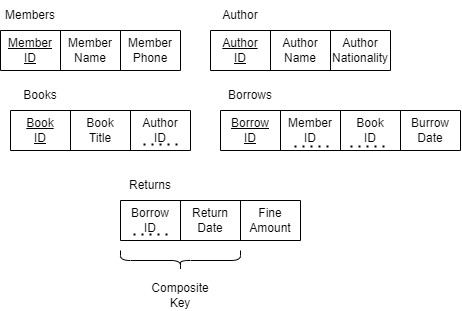 Members
Member ID
Member Name
Member Phone
Author
Author ID
Author Name
Author Nationality
Books
Book ID
Book Title
Author ID
Borrows
Borrow ID
Member ID
Book ID
Burrow Date
Returns
Borrow ID
Return Date
Fine Amount
Composite
Key